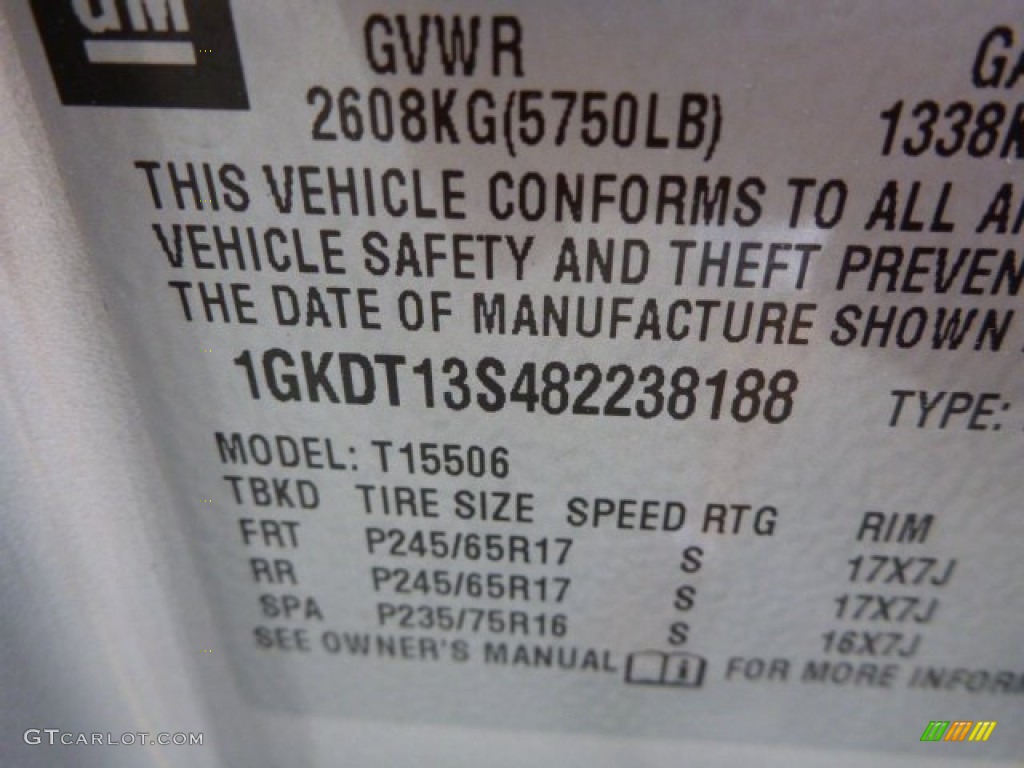 GM
GVWR GA
2608KG(5750LB) 1338K
THIS VEHICLE CONFORMS TO ALL A
VEHICLE SAFETY AND THEFT PREVEN
THE DATE OF MANUFACTURE SHOWN
1GKDT13S482238188 TYPE:
MODEL: T15506
TBKD TIRE SIZE SPEED RTG RIM
FRT P245/65R17 S 17X7J
RR P245/65R17 S 17X7J
SPA P235/75R16 S 16X7J
SEE OWNER'S MANUAL FOR MORE INFORM
GTCARLOT.COM